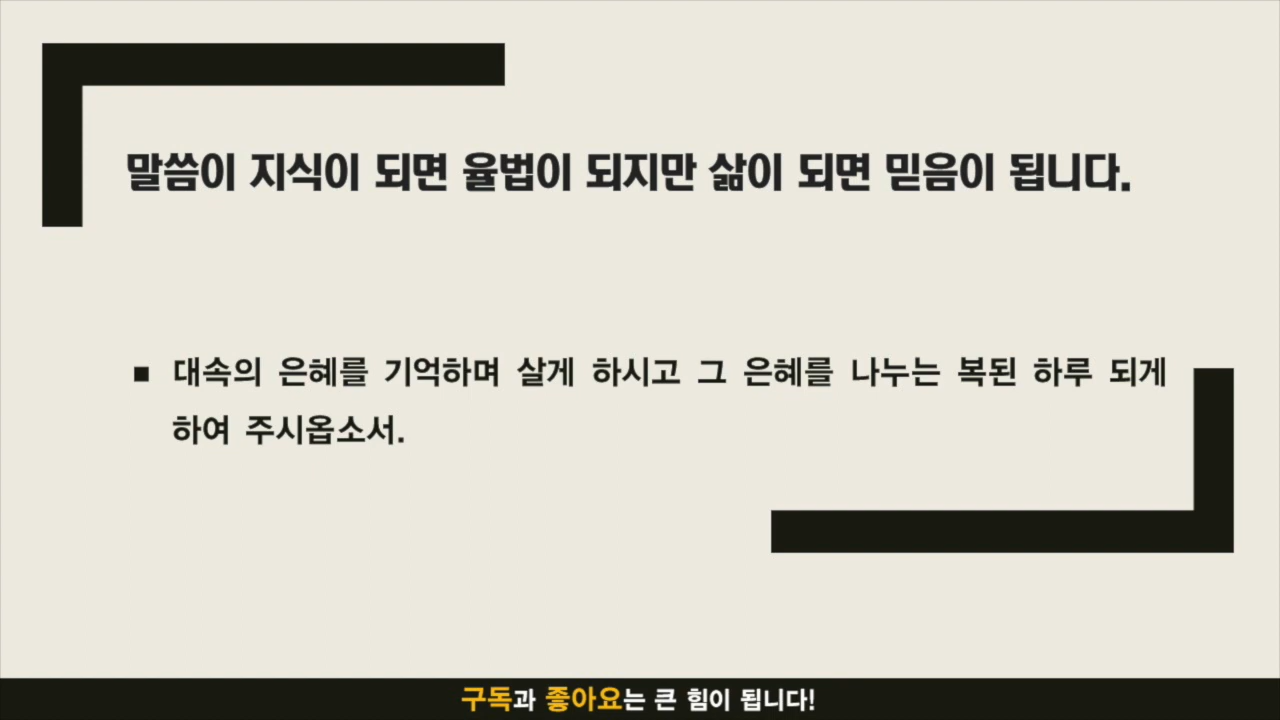 말씀이 지식이 되면 율법이 되지만 삶이 되면 믿음이 됩니다.
■ 대속의 은혜를 기억하며 살게 하시고 그 은혜를 나누는 복된 하루 되게
하여 주시옵소서.
구독과 좋아요는 큰 힘이 됩니다!